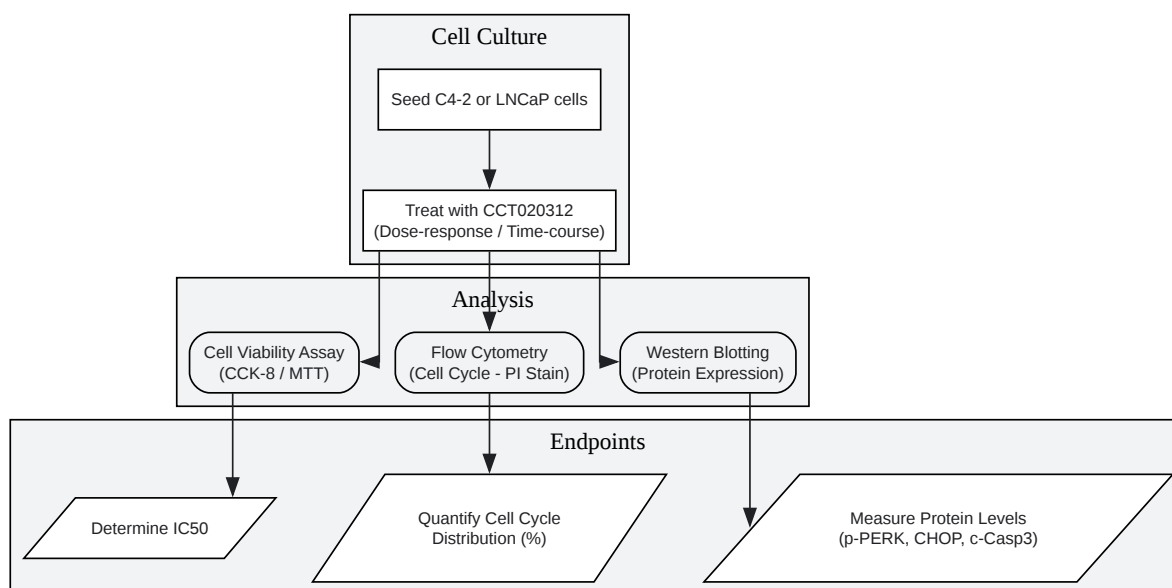 Cell Culture
Seed C4-2 or LNCaP cells
Treat with CCT020312
(Dose-response / Time-course)
Analysis
Cell Viability Assay
(CCK-8 / MTT)
Flow Cytometry
(Cell Cycle - PI Stain)
Western Blotting
(Protein Expression)
Endpoints
Determine IC50
Quantify Cell Cycle
Distribution (%)
Measure Protein Levels
(p-PERK, CHOP, c-Casp3)